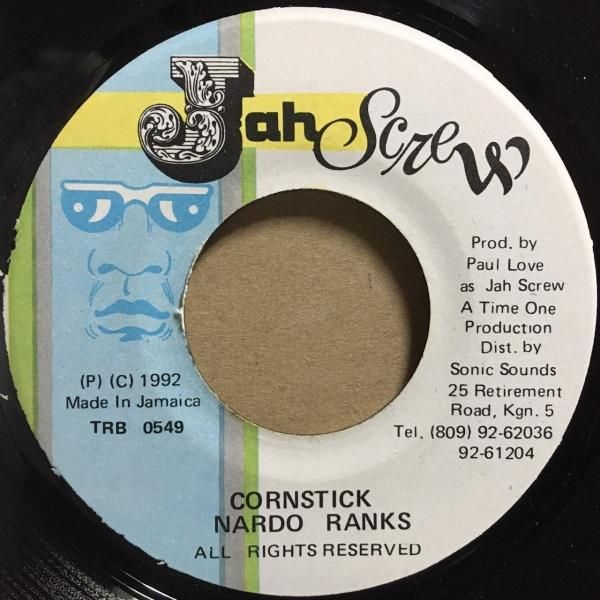 Jah Screw
Prod. by
Paul Love
as Jah Screw
A Time One
Production
Dist. by
Sonic Sounds
25 Retirement
Road, Kgn. 5
Tel. (809) 92-62036
92-61204
(P) (C) 1992
Made In Jamaica
TRB 0549
CORNSTICK
NARDO RANKS
ALL RIGHTS RESERVED